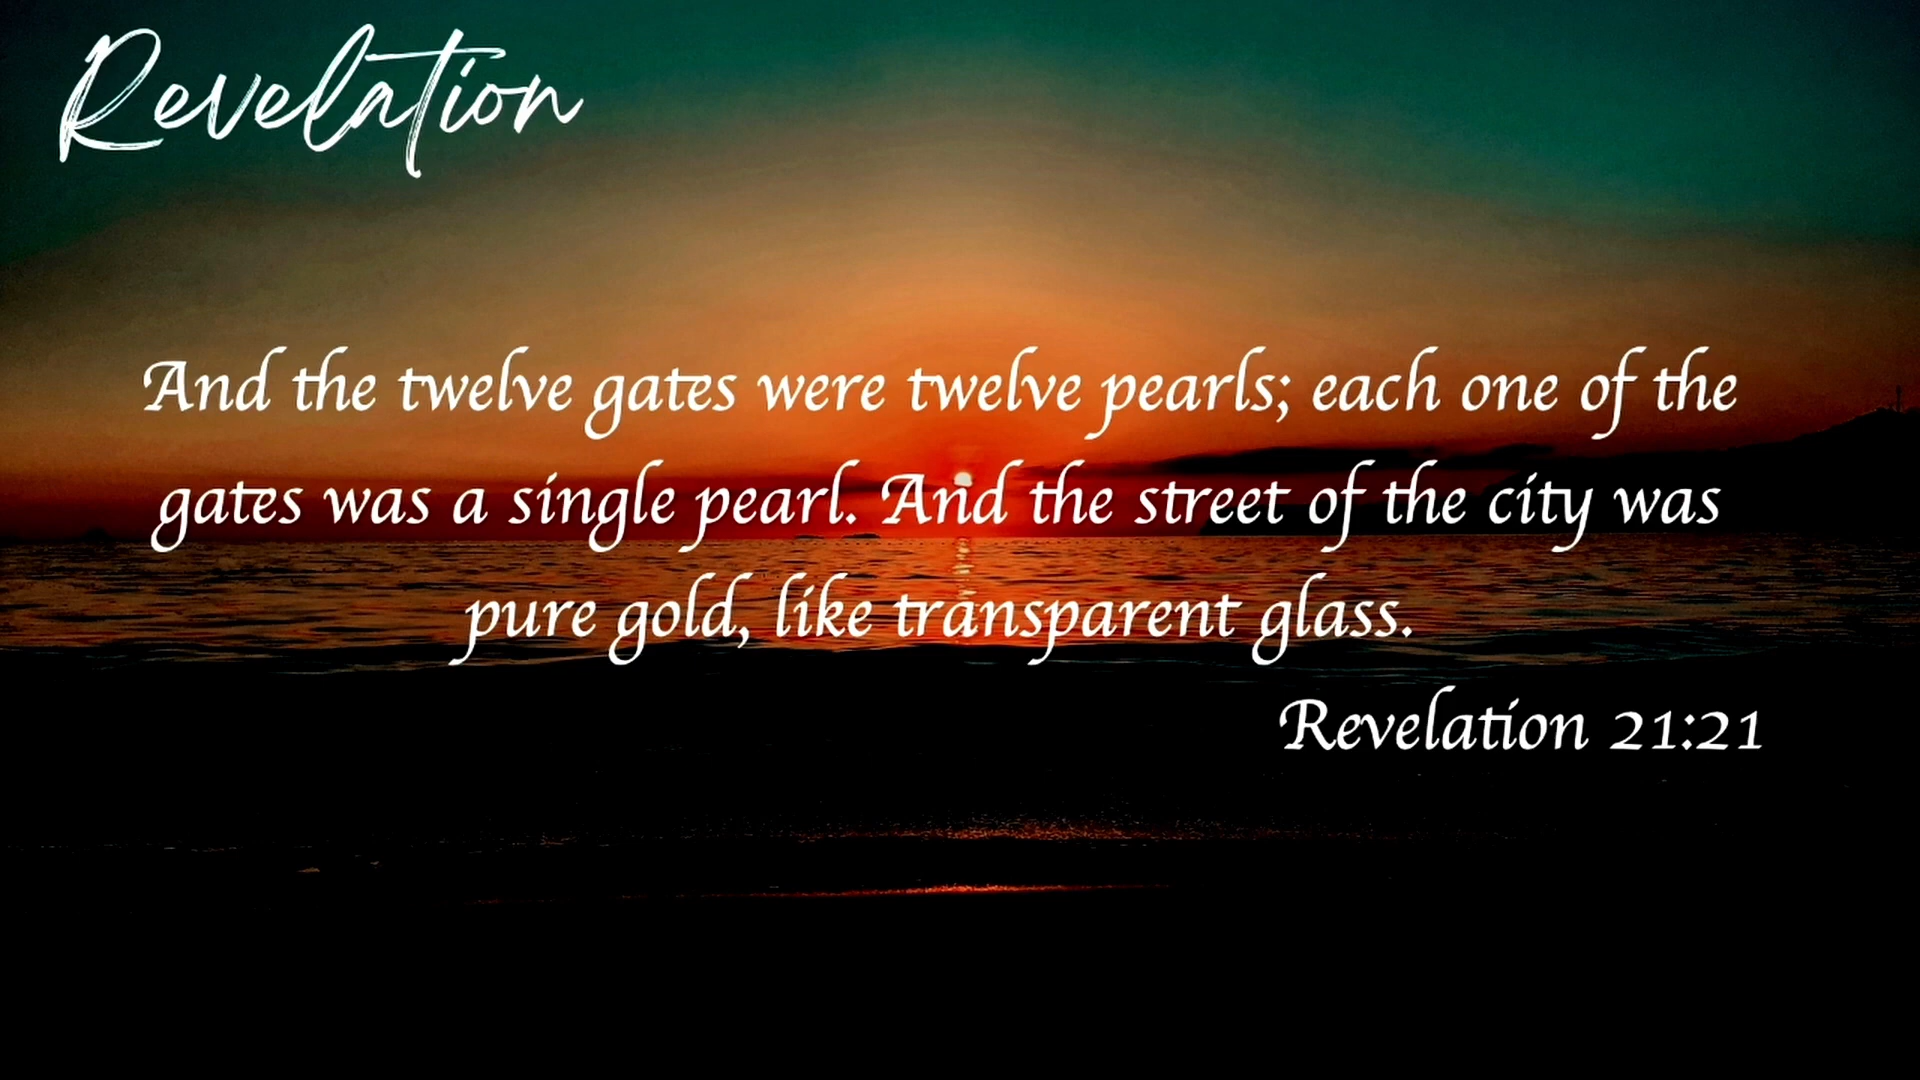 Revelation
And the twelve gates were twelve pearls; each one of the
gates was a single pearl. And the street of the city was
pure gold, like transparent glass.
Revelation 21:21